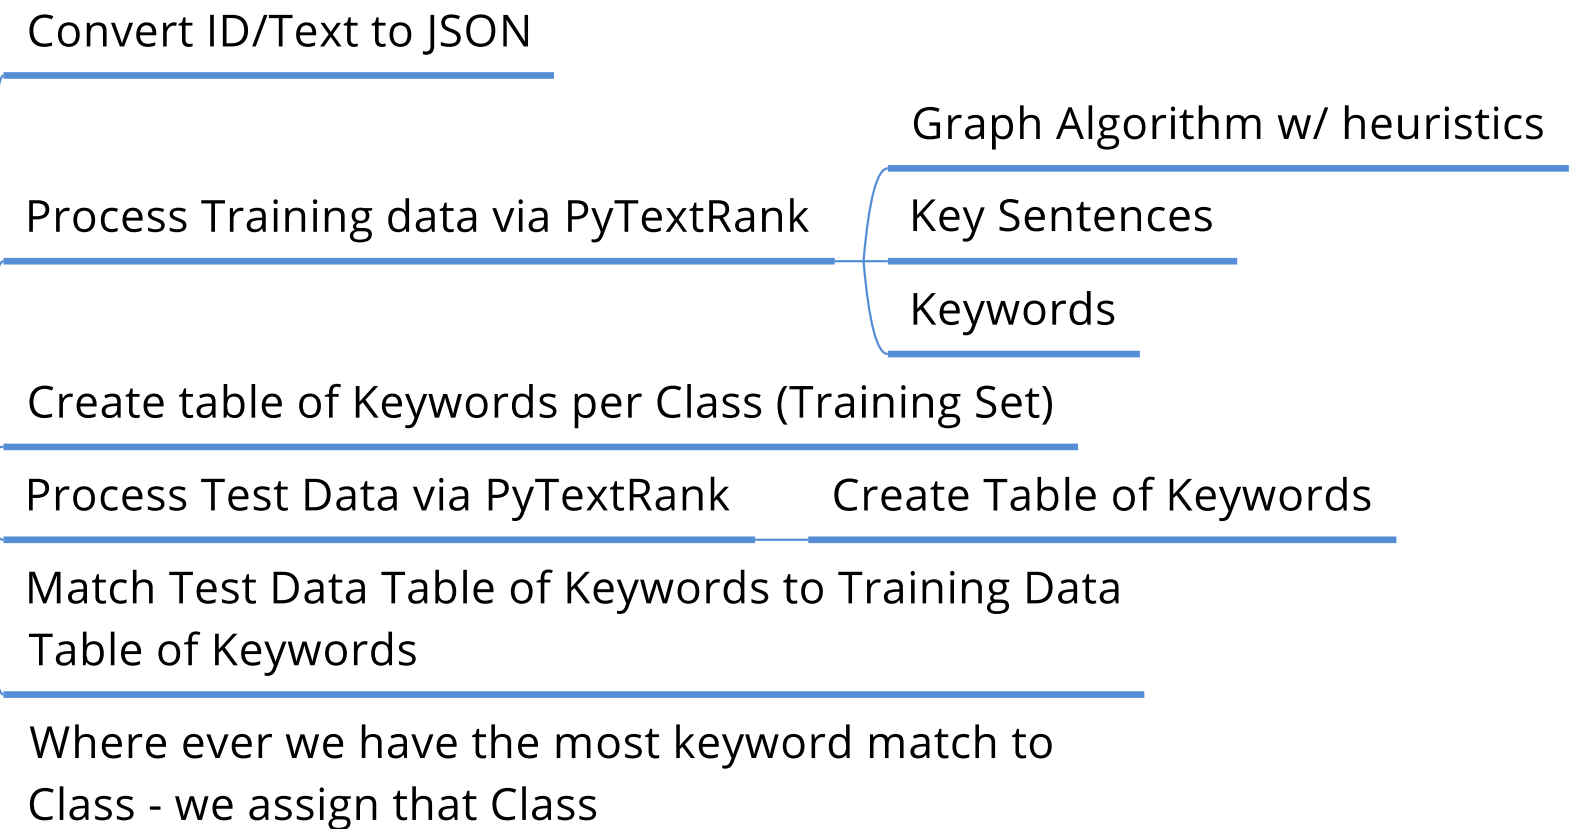 Convert ID/Text to JSON
Graph Algorithm w/ heuristics
Process Training data via PyTextRank
Key Sentences
Keywords
Create table of Keywords per Class (Training Set)
Process Test Data via PyTextRank
Create Table of Keywords
Match Test Data Table of Keywords to Training Data
Table of Keywords
Where ever we have the most keyword match to
Class - we assign that Class